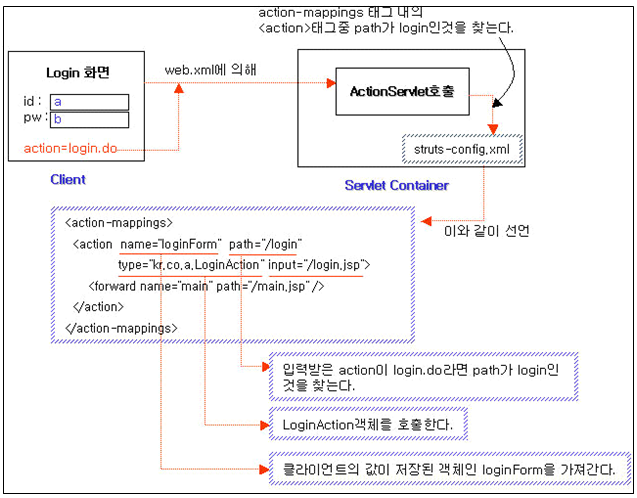 action-mappings 태그 내의
<action>태그중 path가 login인것을 찾는다.
Login 화면
id : a
pw: b
action=login.do
Client
web.xml에 의해
ActionServlet호출
struts-config.xml
Servlet Container
이와 같이 선언
<action-mappings>
<action name="loginForm" path="/login"
type="kr.co.a.LoginAction" input="/login.jsp">
<forward name="main" path="/main.jsp"/>
</action>
</action-mappings>
입력받은 action이 login.do라면 path가 login인
것을 찾는다.
LoginAction객체를 호출한다.
클라이언트의 값이 저장된 객체인 loginForm을 가져간다.